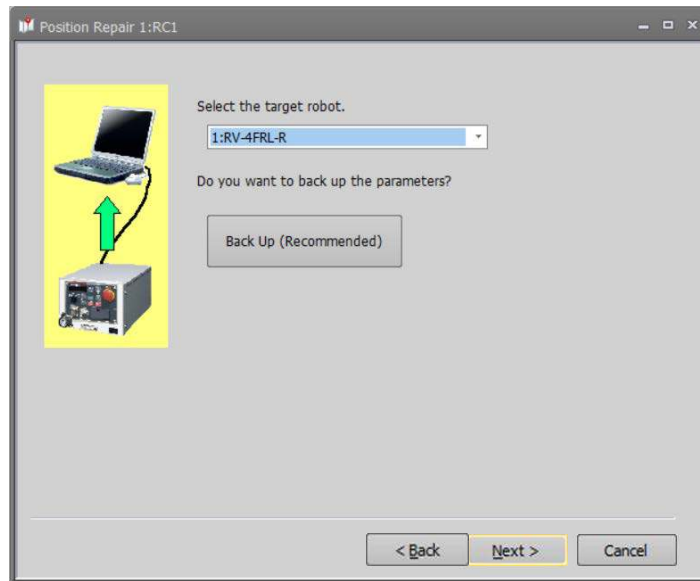 Position Repair 1:RC1
Select the target robot.
1:RV-4FRL-R
Do you want to back up the parameters?
Back Up (Recommended)
< Back
Next >
Cancel